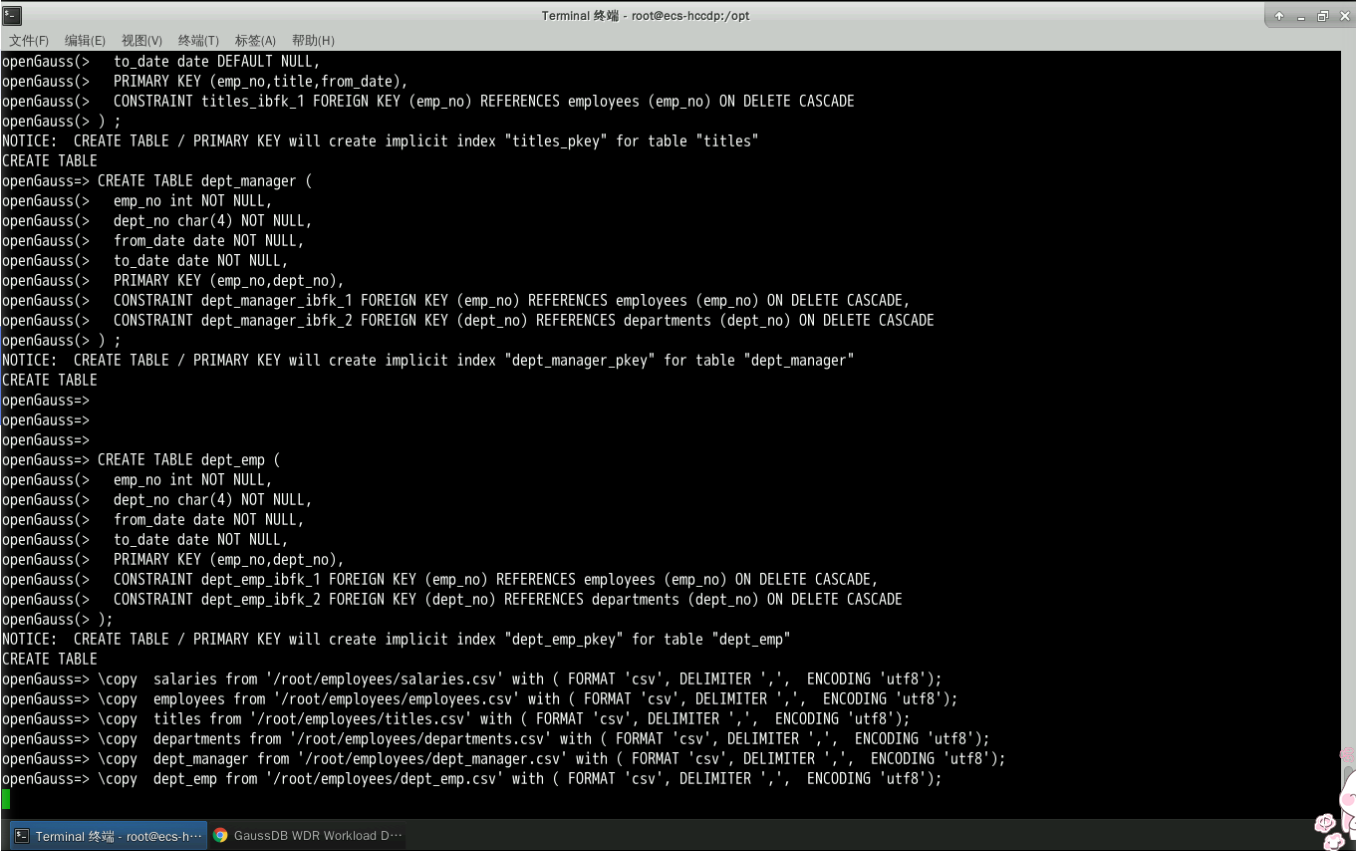 Terminal 终端 - root@ecs-hccdp:/opt
文件(F) 编辑(E) 视图(V) 终端(T) 标签(A) 帮助(H)
openGauss(>   to_date date DEFAULT NULL,
openGauss(>   PRIMARY KEY (emp_no,title,from_date),
openGauss(>   CONSTRAINT titles_ibfk_1 FOREIGN KEY (emp_no) REFERENCES employees (emp_no) ON DELETE CASCADE
openGauss(> ) ;
NOTICE:  CREATE TABLE / PRIMARY KEY will create implicit index "titles_pkey" for table "titles"
CREATE TABLE
openGauss=> CREATE TABLE dept_manager (
openGauss(>   emp_no int NOT NULL,
openGauss(>   dept_no char(4) NOT NULL,
openGauss(>   from_date date NOT NULL,
openGauss(>   to_date date NOT NULL,
openGauss(>   PRIMARY KEY (emp_no,dept_no),
openGauss(>   CONSTRAINT dept_manager_ibfk_1 FOREIGN KEY (emp_no) REFERENCES employees (emp_no) ON DELETE CASCADE,
openGauss(>   CONSTRAINT dept_manager_ibfk_2 FOREIGN KEY (dept_no) REFERENCES departments (dept_no) ON DELETE CASCADE
openGauss(> ) ;
NOTICE:  CREATE TABLE / PRIMARY KEY will create implicit index "dept_manager_pkey" for table "dept_manager"
CREATE TABLE
openGauss=>
openGauss=>
openGauss=>
openGauss=> CREATE TABLE dept_emp (
openGauss(>   emp_no int NOT NULL,
openGauss(>   dept_no char(4) NOT NULL,
openGauss(>   from_date date NOT NULL,
openGauss(>   to_date date NOT NULL,
openGauss(>   PRIMARY KEY (emp_no,dept_no),
openGauss(>   CONSTRAINT dept_emp_ibfk_1 FOREIGN KEY (emp_no) REFERENCES employees (emp_no) ON DELETE CASCADE,
openGauss(>   CONSTRAINT dept_emp_ibfk_2 FOREIGN KEY (dept_no) REFERENCES departments (dept_no) ON DELETE CASCADE
openGauss(> );
NOTICE:  CREATE TABLE / PRIMARY KEY will create implicit index "dept_emp_pkey" for table "dept_emp"
CREATE TABLE
openGauss=> \copy  salaries from '/root/employees/salaries.csv' with ( FORMAT 'csv', DELIMITER ',',  ENCODING 'utf8');
openGauss=> \copy  employees from '/root/employees/employees.csv' with ( FORMAT 'csv', DELIMITER ',',  ENCODING 'utf8');
openGauss=> \copy  titles from '/root/employees/titles.csv' with ( FORMAT 'csv', DELIMITER ',',  ENCODING 'utf8');
openGauss=> \copy  departments from '/root/employees/departments.csv' with ( FORMAT 'csv', DELIMITER ',',  ENCODING 'utf8');
openGauss=> \copy  dept_manager from '/root/employees/dept_manager.csv' with ( FORMAT 'csv', DELIMITER ',',  ENCODING 'utf8');
openGauss=> \copy  dept_emp from '/root/employees/dept_emp.csv' with ( FORMAT 'csv', DELIMITER ',',  ENCODING 'utf8');
Terminal 终端 - root@ecs-h··· GaussDB WDR Workload D···